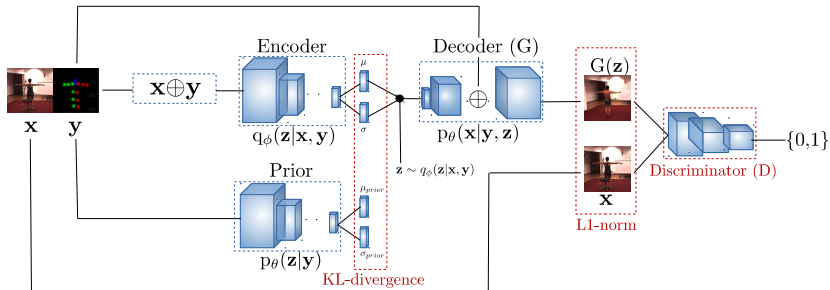 Encoder
Decoder (G)
μ
G(z)
x⊕y
⊕
σ
x
y
q_ϕ(z|x, y)
p_θ(x|y, z)
{0,1}
z ∼ q_ϕ(z|x, y)
Discriminator (D)
Prior
μ_prior
x
L1-norm
σ_prior
p_θ(z|y)
KL-divergence